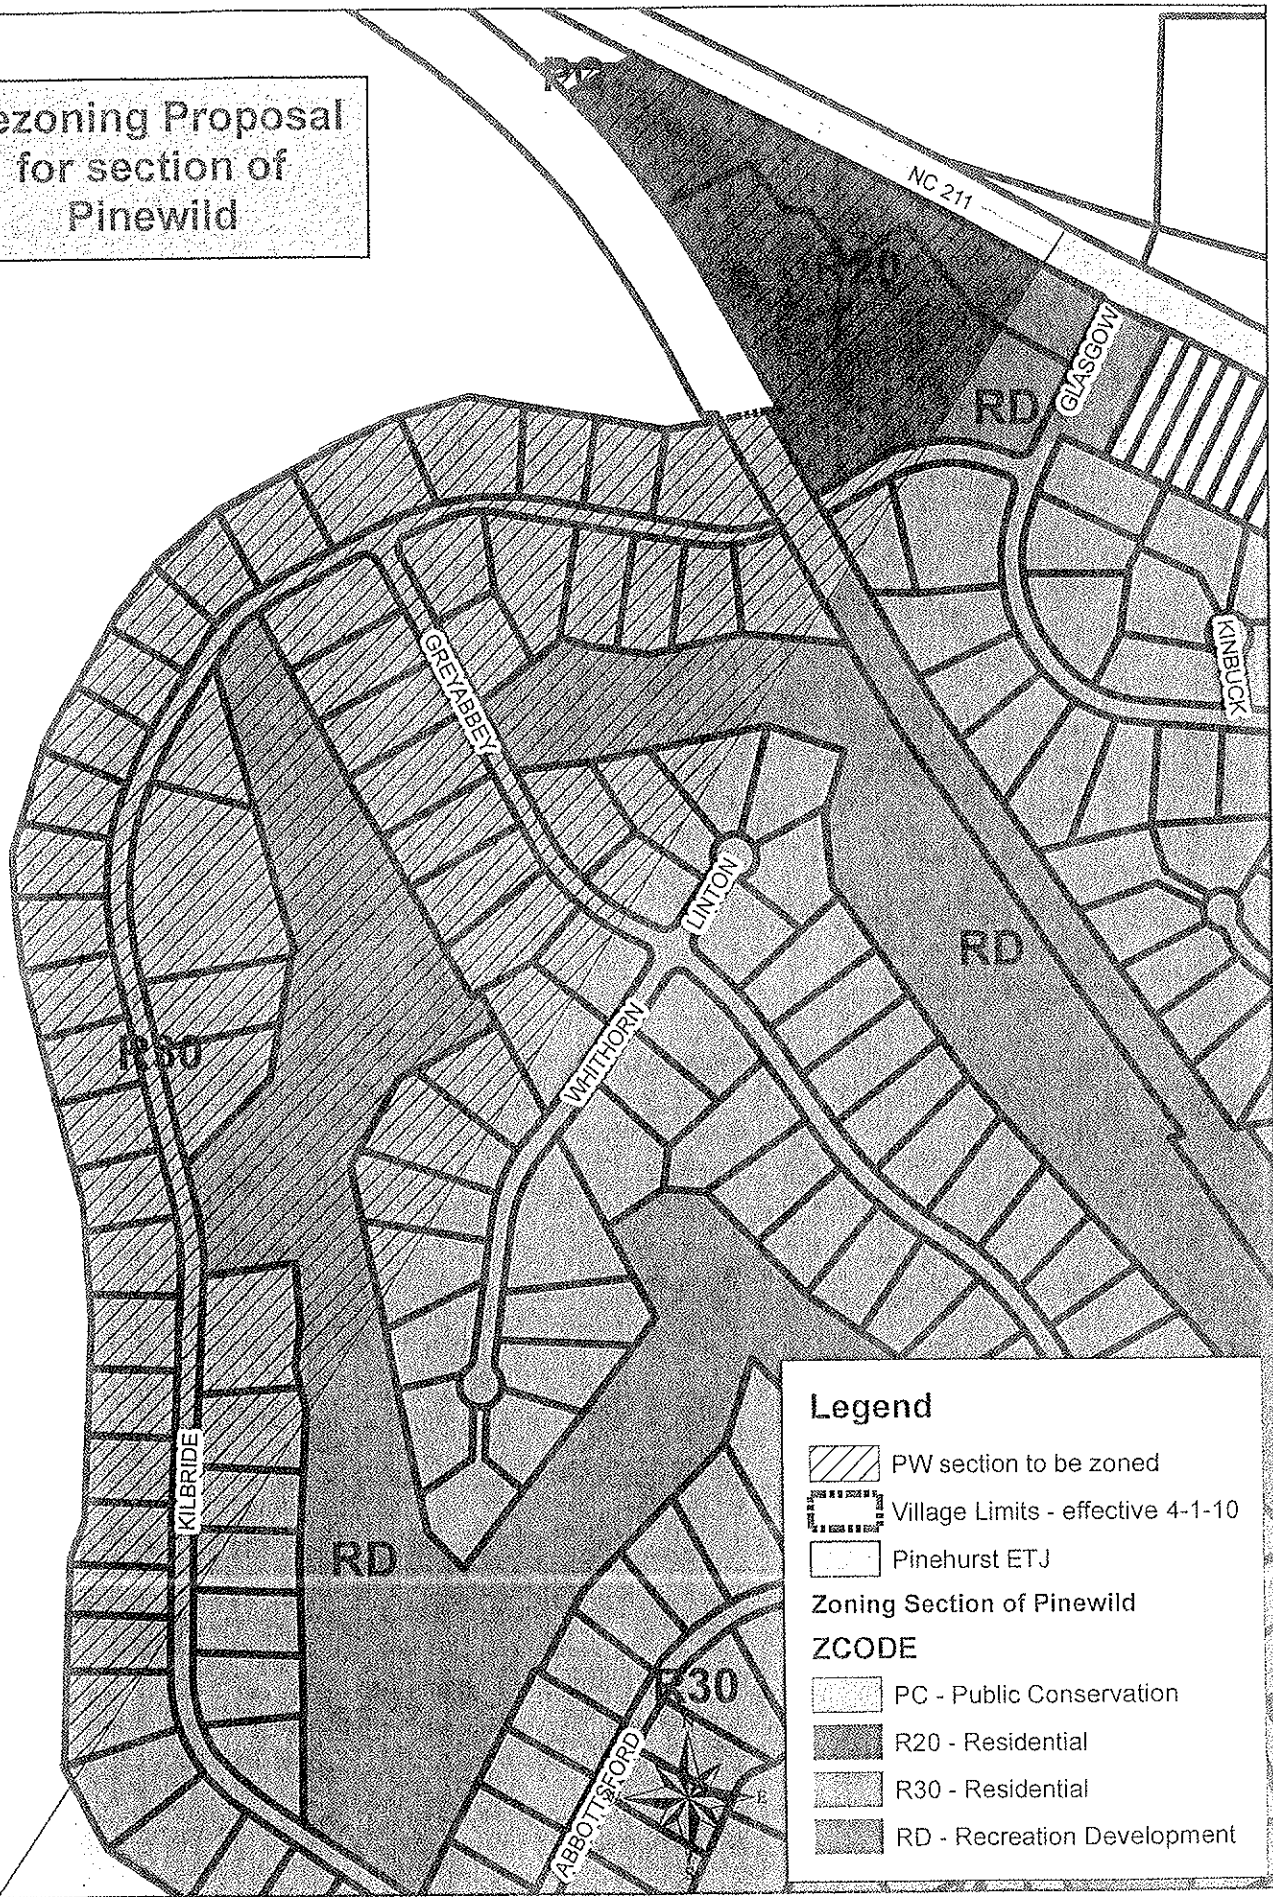 ezoning Proposal
for section of
Pinewild
NC 211
R20
GLASGOW
RD
KINBUCK
GREYABBEY
LINTON
RD
WHITHORN
R30
KILBRIDE
RD
R30
ABBOTTSFORD
E
Legend
PW section to be zoned
Village Limits - effective 4-1-10
Pinehurst ETJ
Zoning Section of Pinewild
ZCODE
PC - Public Conservation
R20 - Residential
R30 - Residential
RD - Recreation Development